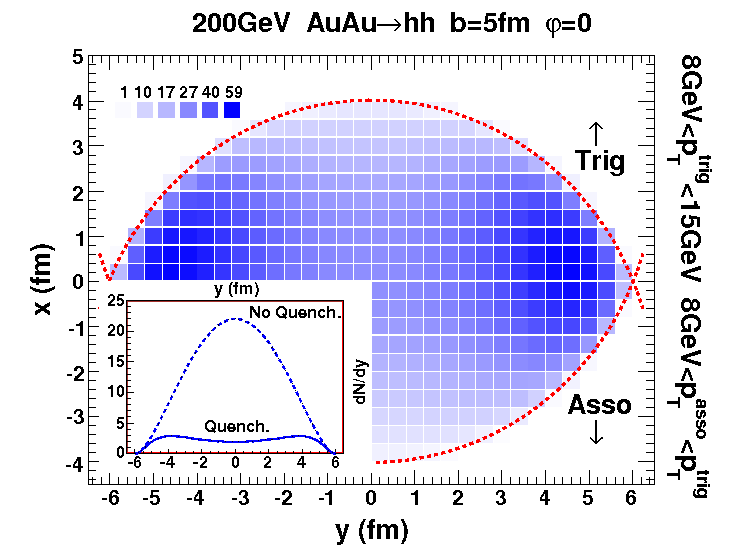 200GeV AuAu→hh b=5fm φ=0
1 10 17 27 40 59
↑
Trig
5
4
3
2
1
0
-1
-2
-3
-4
x (fm)
y (fm)
25
20
15
10
5
0
No Quench.
Quench.
dN/dy
-6 -4 -2 0 2 4 6
Asso
↓
-6 -5 -4 -3 -2 -1 0 1 2 3 4 5 6
y (fm)
8GeV<p_T^trig<15GeV 8GeV<p_T^asso<p_T^trig